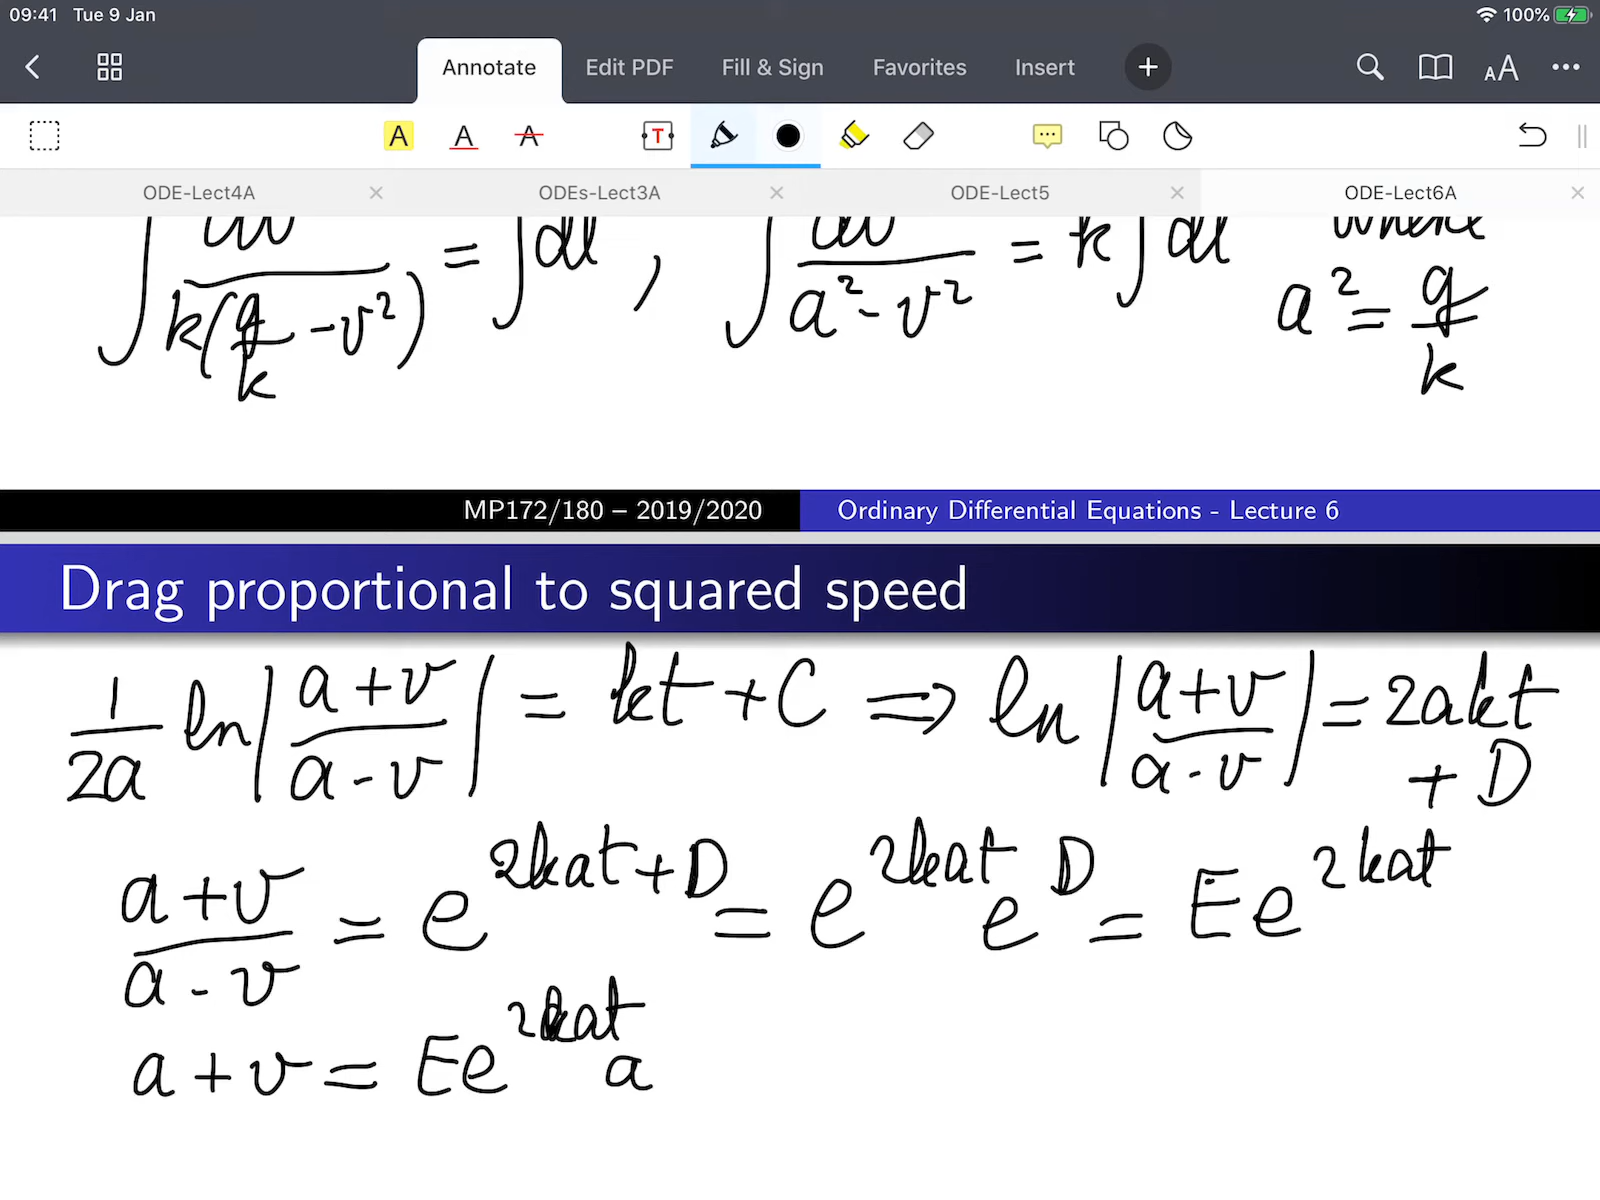 09:41 Tue 9 Jan 100%
Annotate Edit PDF Fill & Sign Favorites Insert + AA
A A A T
ODE-Lect4A × ODEs-Lect3A × ODE-Lect5 × ODE-Lect6A ×
∫ dv / k(g/k - v²) = ∫dt , ∫ dv / a² - v² = k∫dt where a² = g/k
MP172/180 – 2019/2020 Ordinary Differential Equations - Lecture 6
Drag proportional to squared speed
1/2a ln|a+v / a-v| = kt + C ⇒ ln|a+v / a-v| = 2akt + D
a+v / a-v = e^{2kat+D} = e^{2kat} e^{D} = E e^{2kat}
a + v = E e^{2kat} a